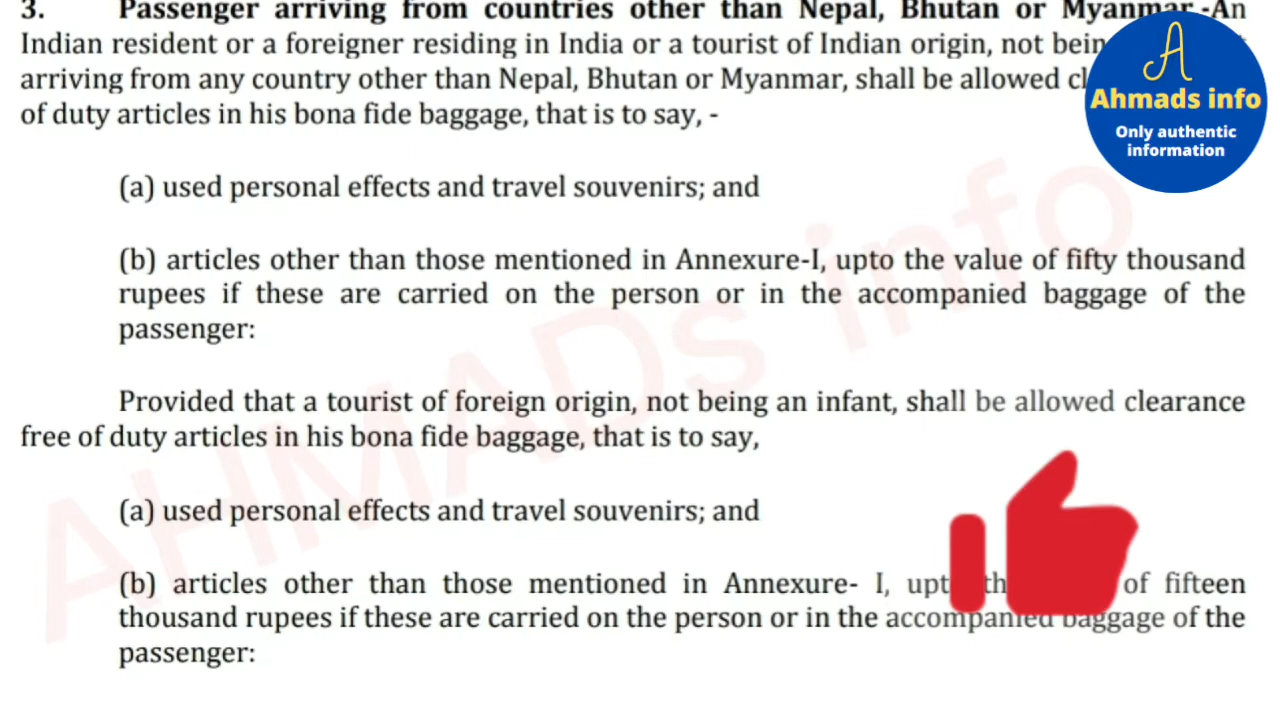 3. Passenger arriving from countries other than Nepal, Bhutan or Myanmar.-An
Indian resident or a foreigner residing in India or a tourist of Indian origin, not
arriving from any country other than Nepal, Bhutan or Myanmar, shall be allowed
of duty articles in his bona fide baggage, that is to say, -
A
Ahmads info
Only authentic
information
(a) used personal effects and travel souvenirs; and
(b) articles other than those mentioned in Annexure-I, upto the value of fifty thousand
rupees if these are carried on the person or in the accompanied baggage of the
passenger:
Provided that a tourist of foreign origin, not being an infant, shall be allowed clearance
free of duty articles in his bona fide baggage, that is to say,
(a) used personal effects and travel souvenirs; and
(b) articles other than those mentioned in Annexure- I, of fifteen
thousand rupees if these are carried on the person or in the accompanied baggage of the
passenger:
AHMADs info